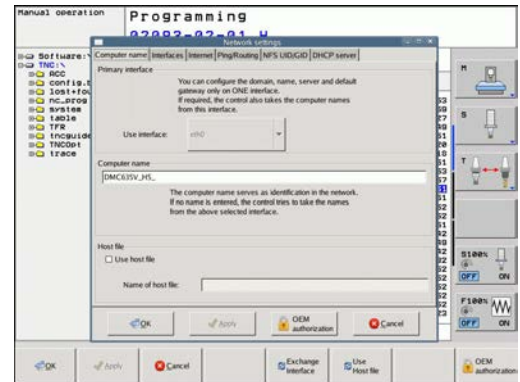 Manual operation
Programming
Network settings
Software:
TNC:\
ACC
lost+fou
nc_prog
system
table
TFR
tncguide
TNCOpt
trace
Computer name
Interfaces
Internet
Ping/Routing
NFS UID/GID
DHCP server
Primary interface
You can configure the domain, name, server and default
gateway only on ONE interface.
If required, the control also takes the computer names
from this interface.
Use interface:
eth0
Computer name
DMC635V_H5_
The computer name serves as identification in the network.
If no name is entered, the control tries to take the names
from the above selected interface.
Host file
Use host file
Name of host file:
OK
Apply
OEM
authorization
Cancel
M
S
T
S100%
OFF
ON
F100%
OFF
ON
OK
Apply
Cancel
Exchange
Interface
Use
Host file
OEM
authorization